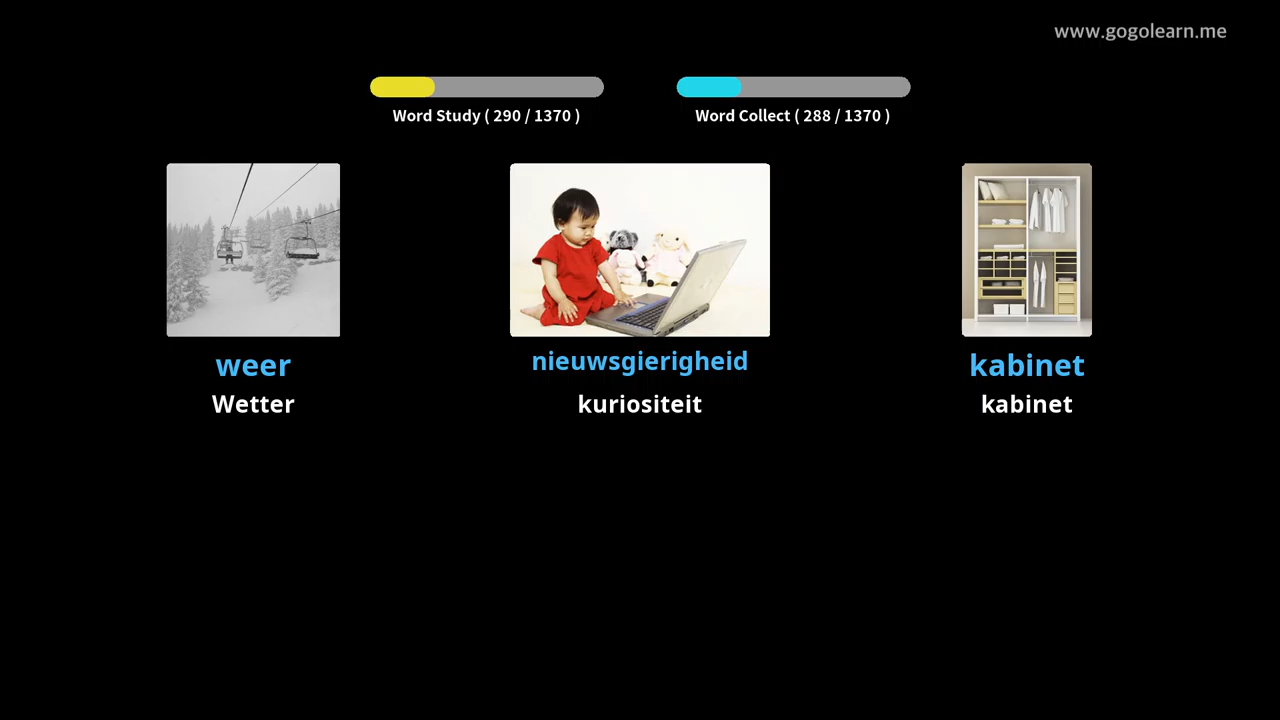 www.gogolearn.me
Word Study ( 290 / 1370 )
Word Collect ( 288 / 1370 )
weer
nieuwsgierigheid
kabinet
Wetter
kuriositeit
kabinet